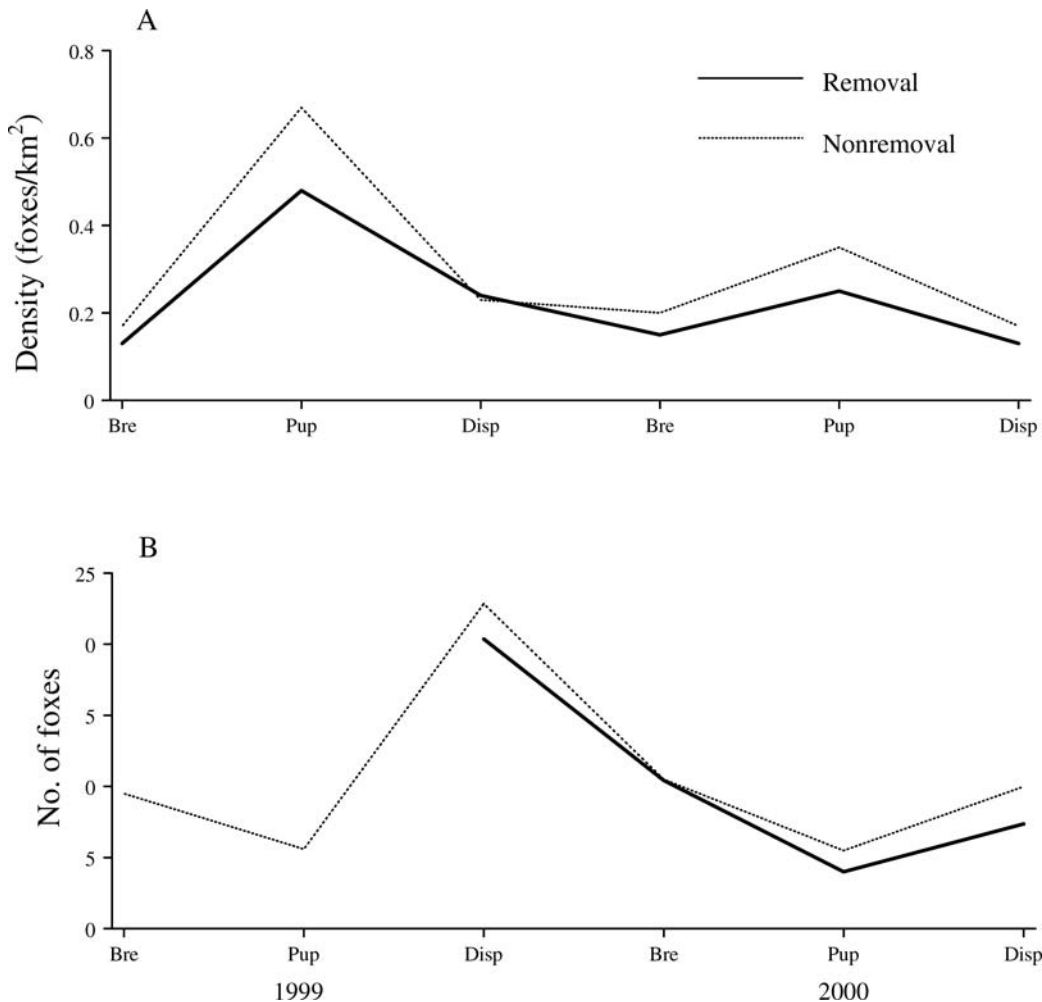 A
0.8
0.6
0.4
0.2
0
Density (foxes/km²)
Removal
Nonremoval
Bre Pup Disp Bre Pup Disp
B
25
0
5
0
5
0
No. of foxes
Bre Pup Disp Bre Pup Disp
1999 2000